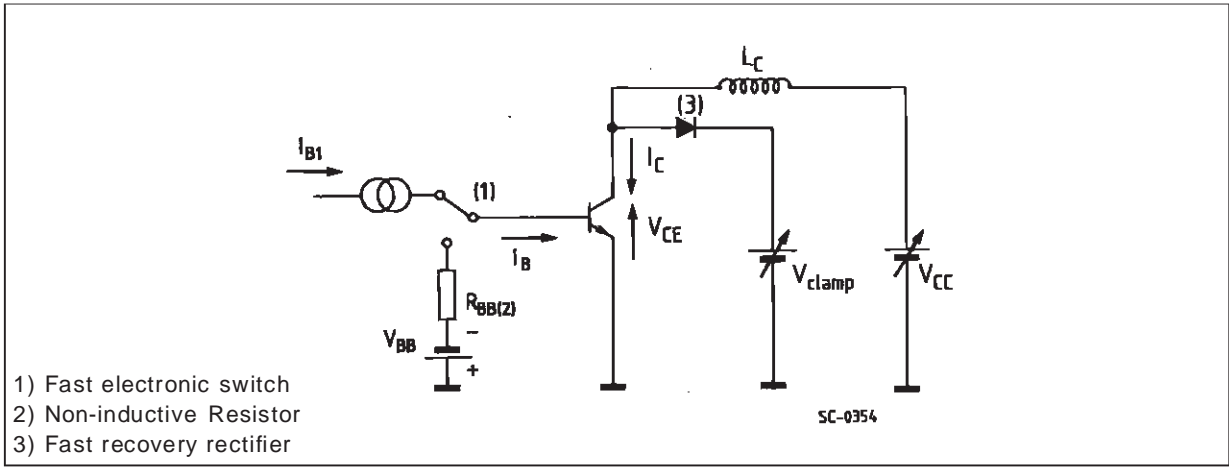 L_C
(3)
I_B1
(1)
I_C
V_CE
I_B
V_clamp
V_CC
R_BB(2)
V_BB
-
+
1) Fast electronic switch
2) Non-inductive Resistor
3) Fast recovery rectifier
SC-0354